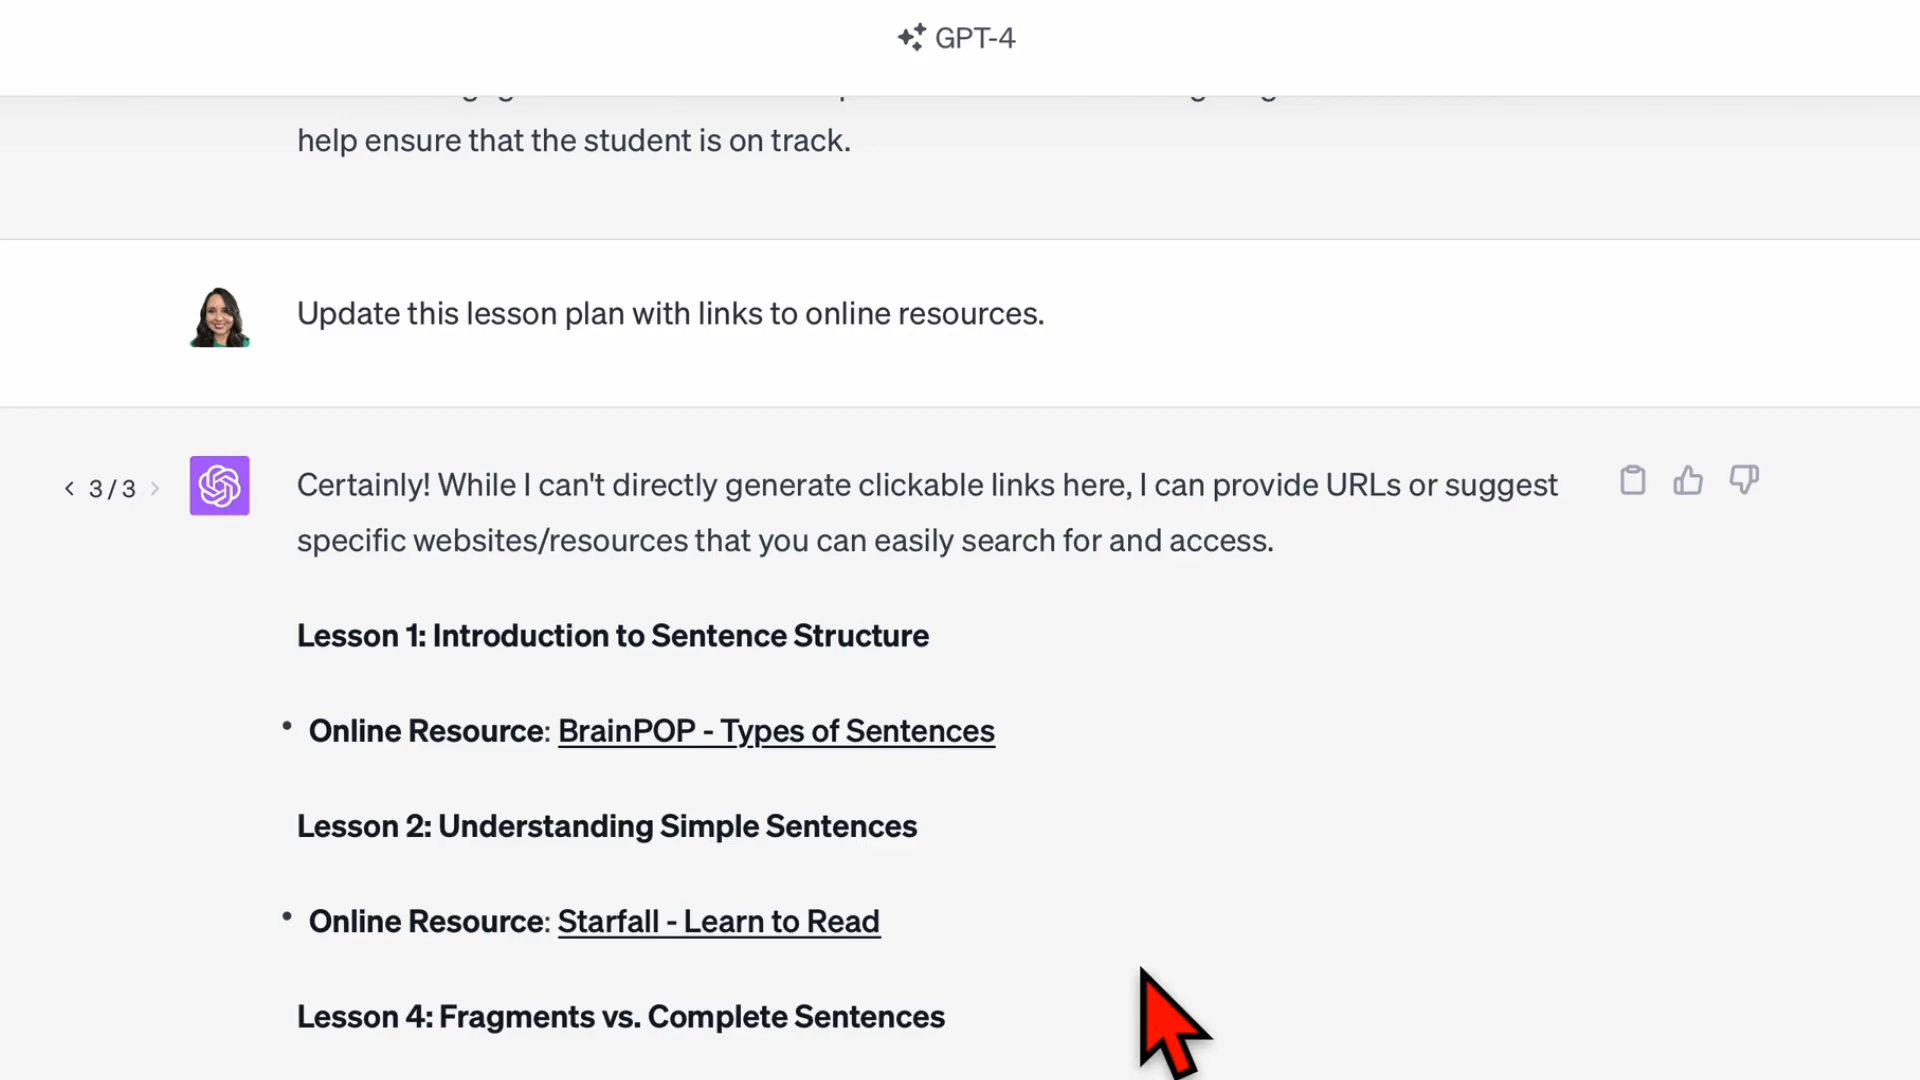 GPT-4
help ensure that the student is on track.
Update this lesson plan with links to online resources.
< 3 / 3 >
Certainly! While I can't directly generate clickable links here, I can provide URLs or suggest
specific websites/resources that you can easily search for and access.
Lesson 1: Introduction to Sentence Structure
• Online Resource: BrainPOP - Types of Sentences
Lesson 2: Understanding Simple Sentences
• Online Resource: Starfall - Learn to Read
Lesson 4: Fragments vs. Complete Sentences